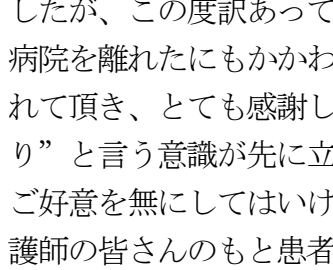 したが、この度訳あって
病院を離れたにもかかわ
れて頂き、とても感謝し
り”と言う意識が先に立
ご好意を無にしてはいけ
護師の皆さんのもと患者